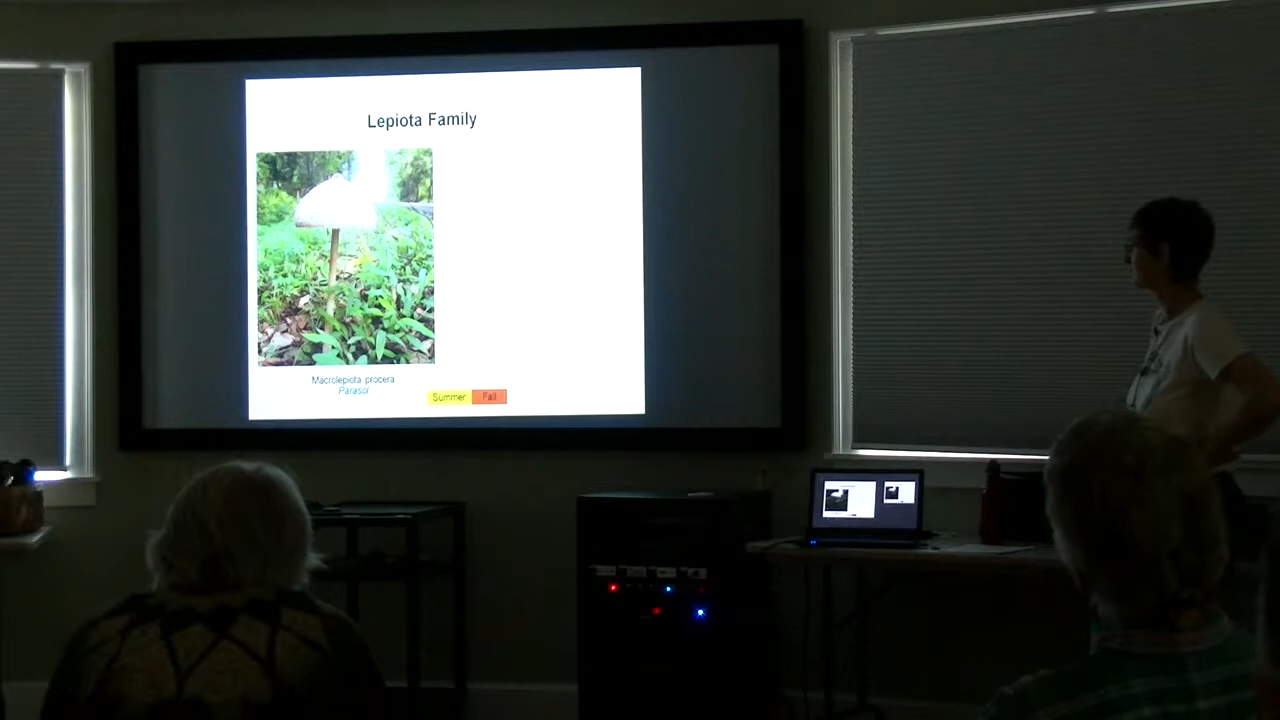 Lepiota Family
Macrolepiota procera
Parasol
Summer Fall